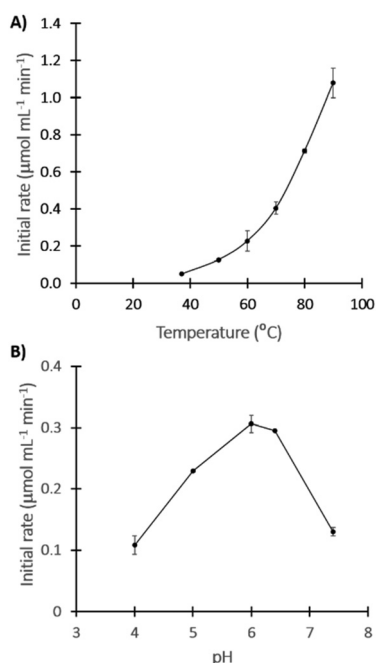 A)
Initial rate (µmol mL⁻¹ min⁻¹)
1.4
1.2
1.0
0.8
0.6
0.4
0.2
0.0
0 20 40 60 80 100
Temperature (⁰C)
B)
Initial rate (µmol mL⁻¹ min⁻¹)
0.4
0.3
0.2
0.1
0
3 4 5 6 7 8
pH